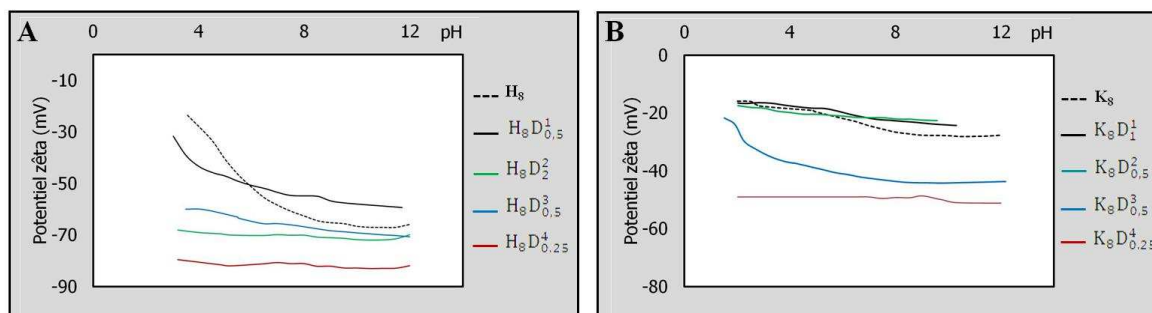 A
0 4 8 12 pH
-10
-30
-50
-70
-90
Potentiel zêta (mV)
H₈
H₈D¹₀,₅
H₈D²₂
H₈D³₀,₅
H₈D⁴₀.₂₅
B
0 4 8 12 pH
0
-20
-40
-60
-80
Potentiel zêta (mV)
K₈
K₈D¹₁
K₈D²₀,₅
K₈D³₀,₅
K₈D⁴₀.₂₅